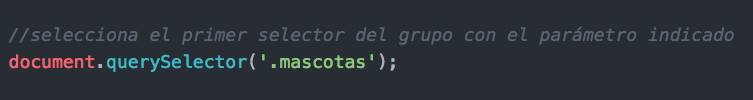 //selecciona el primer selector del grupo con el parámetro indicado
document.querySelector('.mascotas');